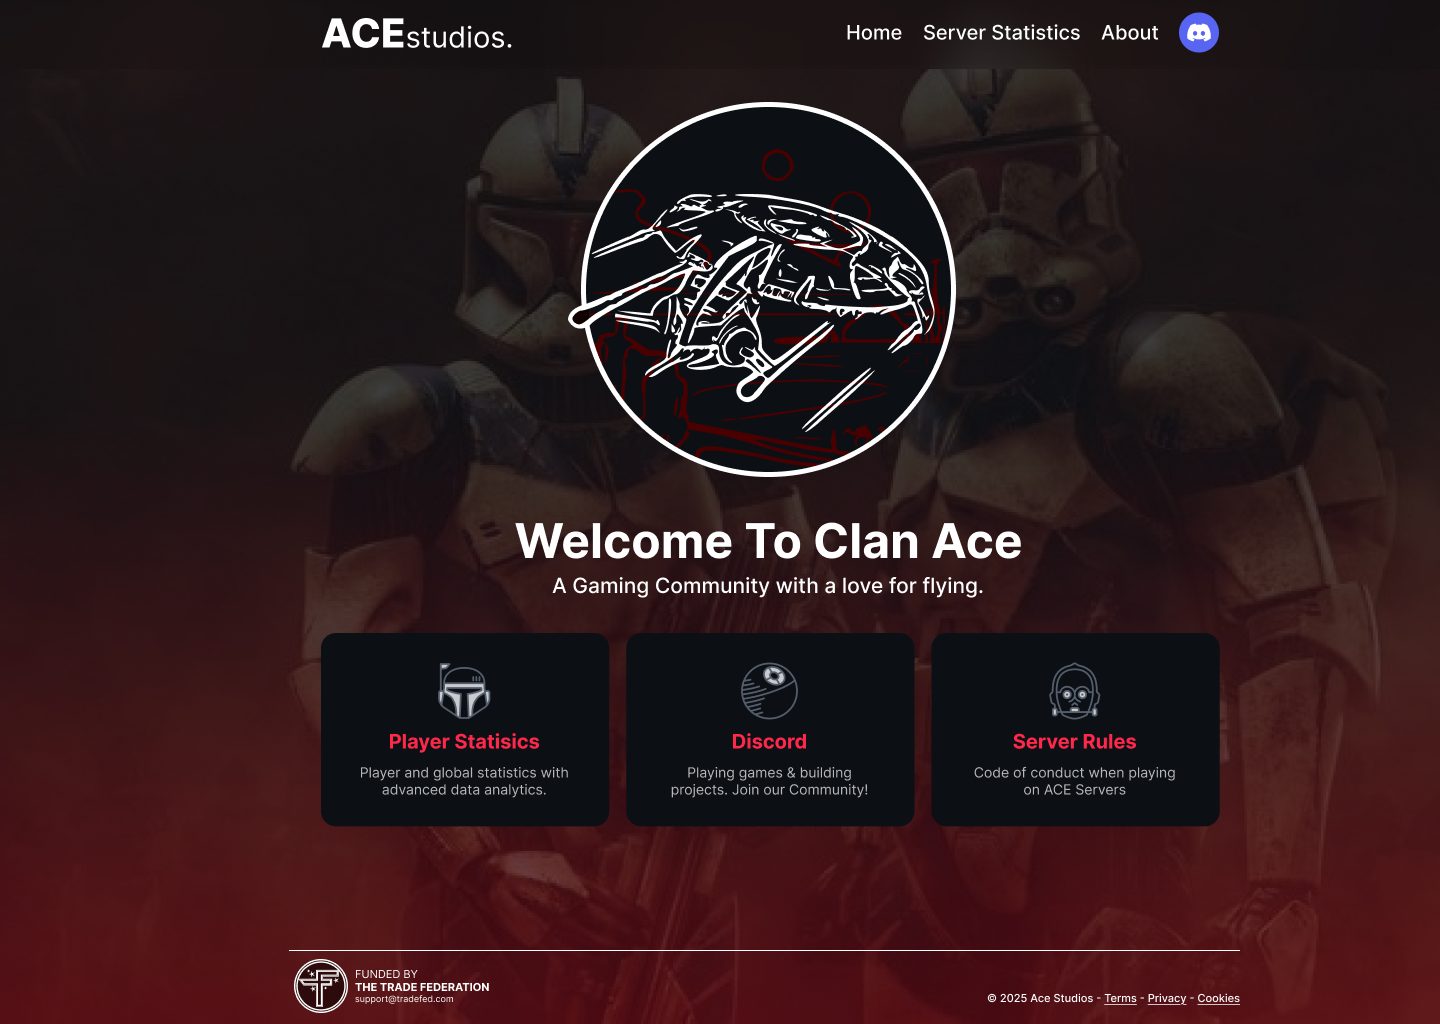 ACEstudios.
Home Server Statistics About
Welcome To Clan Ace
A Gaming Community with a love for flying.
Player Statisics
Player and global statistics with
advanced data analytics.
Discord
Playing games & building
projects. Join our Community!
Server Rules
Code of conduct when playing
on ACE Servers
FUNDED BY
THE TRADE FEDERATION
support@tradefed.com
© 2025 Ace Studios - Terms - Privacy - Cookies